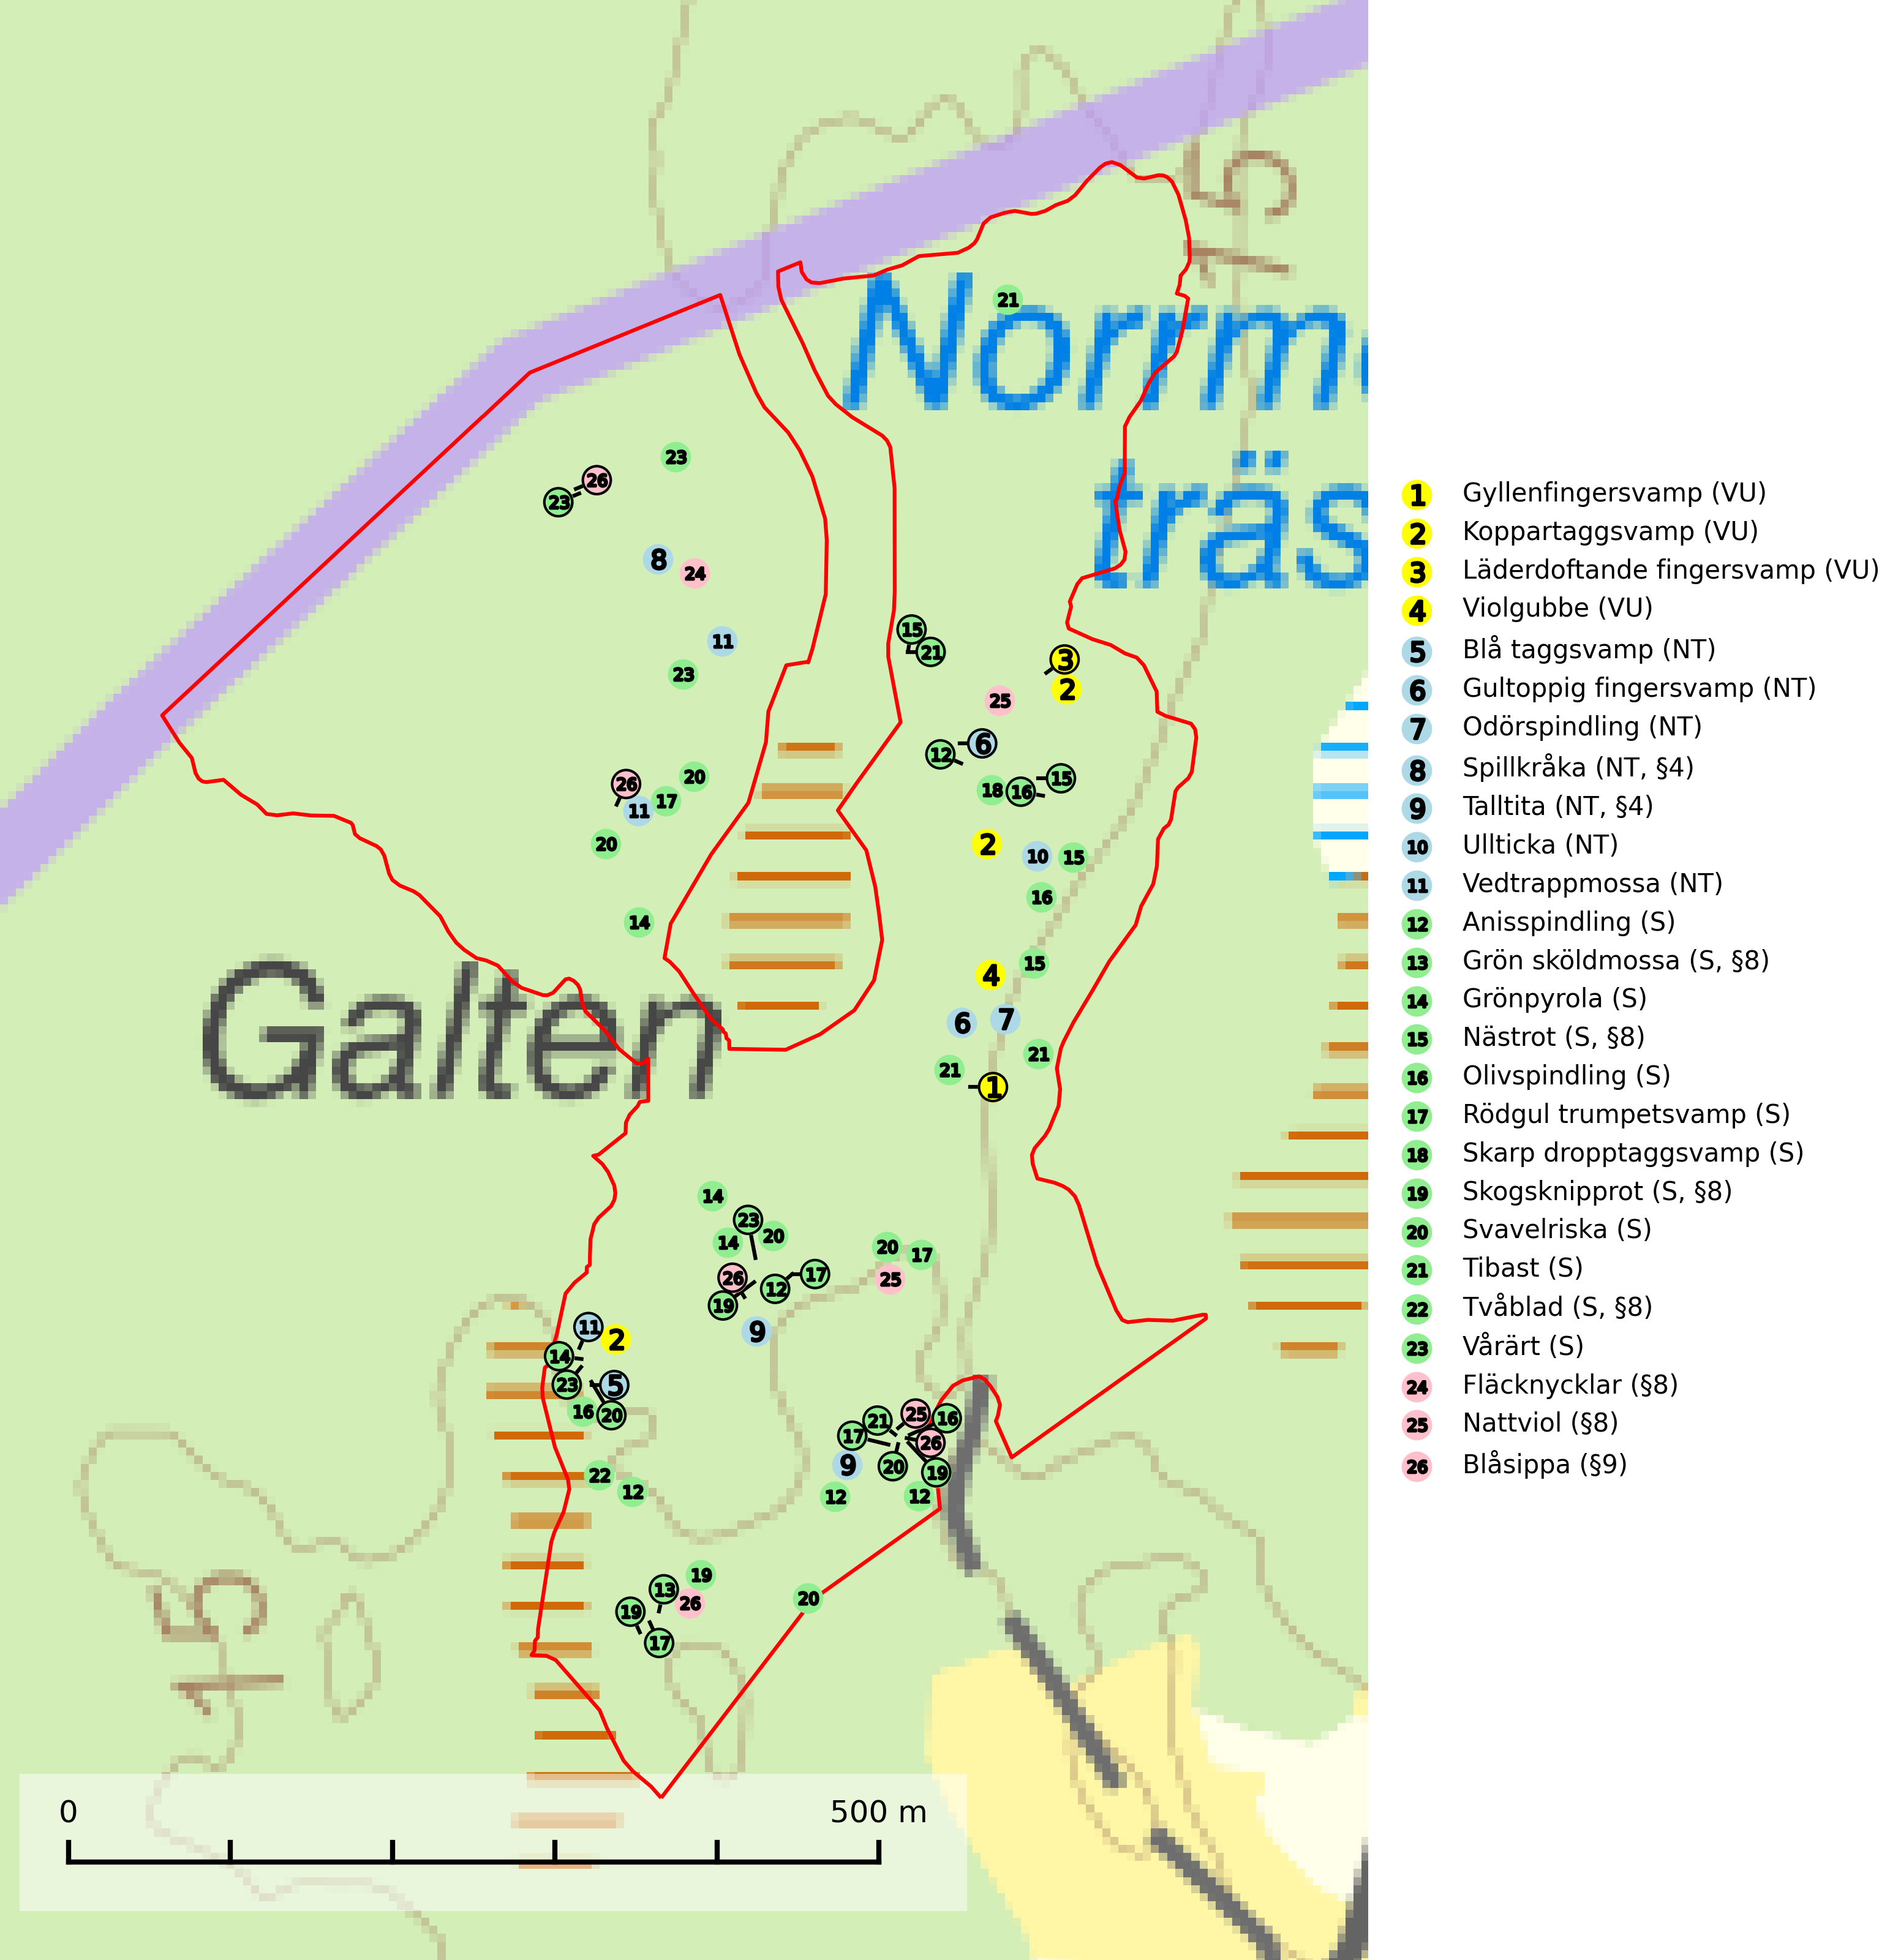 15
Norrm
träs
Galten
15
0 500 m
21
23
26
23
8
24
11
23
15
21
3
2
25
6
12
18
16
15
26
11
17
20
20
2
10
15
16
14
15
4
6
7
21
21
1
14
23
20
14
20
17
26
12
17
25
19
9
11
2
14
23
5
16
20
21
25
16
17
26
9
20
19
22
12
12
12
19
13
26
19
20
17
1 Gyllenfingersvamp (VU)
2 Koppartaggsvamp (VU)
3 Läderdoftande fingersvamp (VU)
4 Violgubbe (VU)
5 Blå taggsvamp (NT)
6 Gultoppig fingersvamp (NT)
7 Odörspindling (NT)
8 Spillkråka (NT, §4)
9 Talltita (NT, §4)
10 Ullticka (NT)
11 Vedtrappmossa (NT)
12 Anisspindling (S)
13 Grön sköldmossa (S, §8)
14 Grönpyrola (S)
15 Nästrot (S, §8)
16 Olivspindling (S)
17 Rödgul trumpetsvamp (S)
18 Skarp dropptaggsvamp (S)
19 Skogsknipprot (S, §8)
20 Svavelriska (S)
21 Tibast (S)
22 Tvåblad (S, §8)
23 Vårärt (S)
24 Fläcknycklar (§8)
25 Nattviol (§8)
26 Blåsippa (§9)